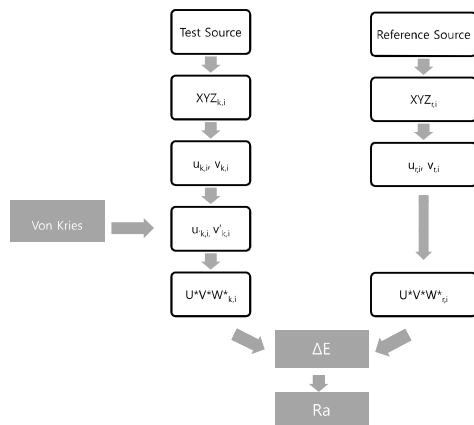 Test Source
Reference Source
XYZk,i
XYZr,i
uk,i, vk,i
ur,i, vr,i
Von Kries
u'k,i, v'k,i
U*V*W*k,i
U*V*W*r,i
ΔE
Ra